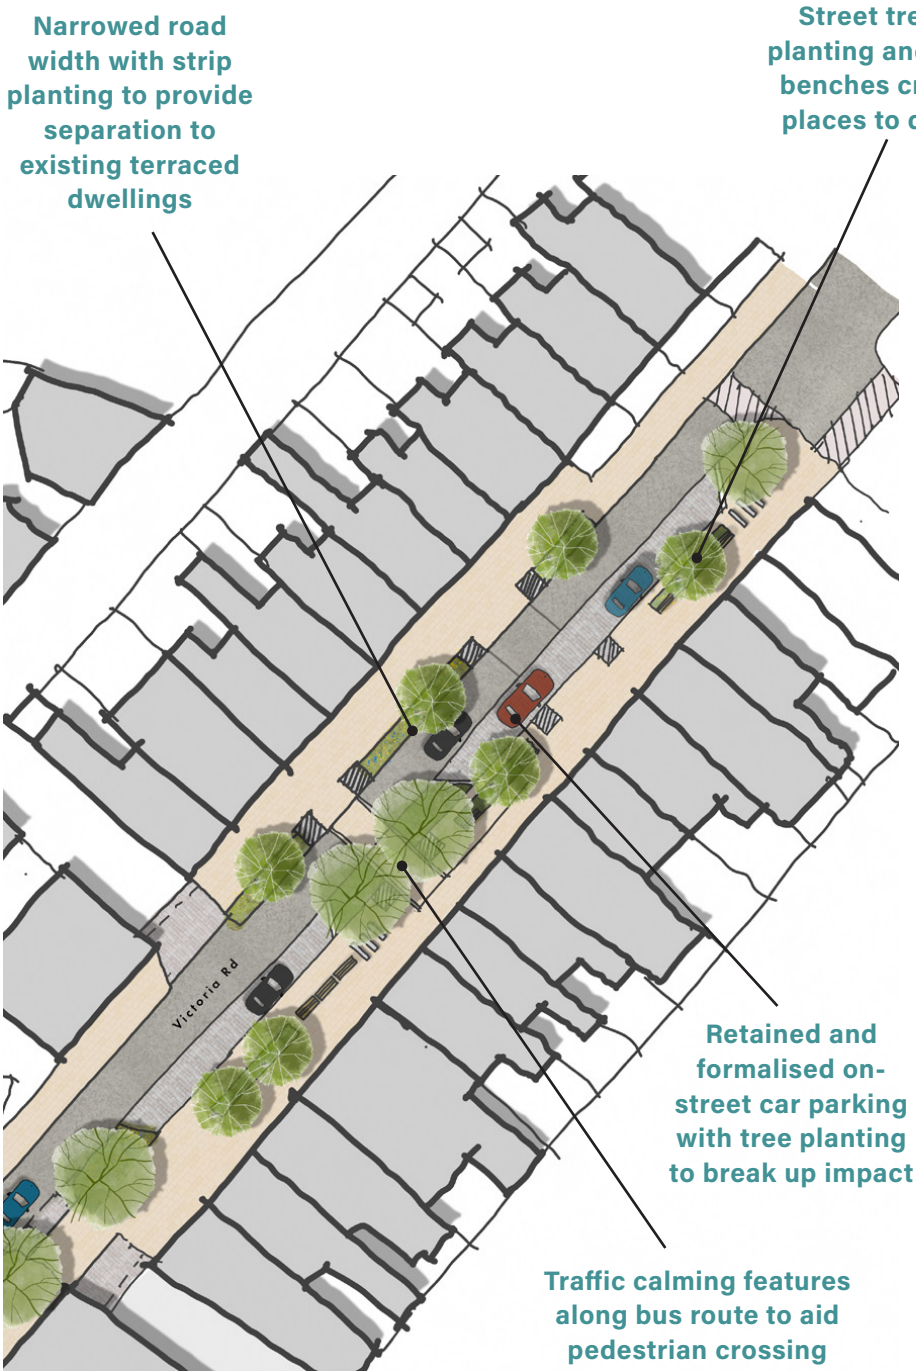 Narrowed road
width with strip
planting to provide
separation to
existing terraced
dwellings
Street
planting
benches
places to
Victoria Rd
Retained and
formalised on-
street car parking
with tree planting
to break up impact
Traffic calming features
along bus route to aid
pedestrian crossing